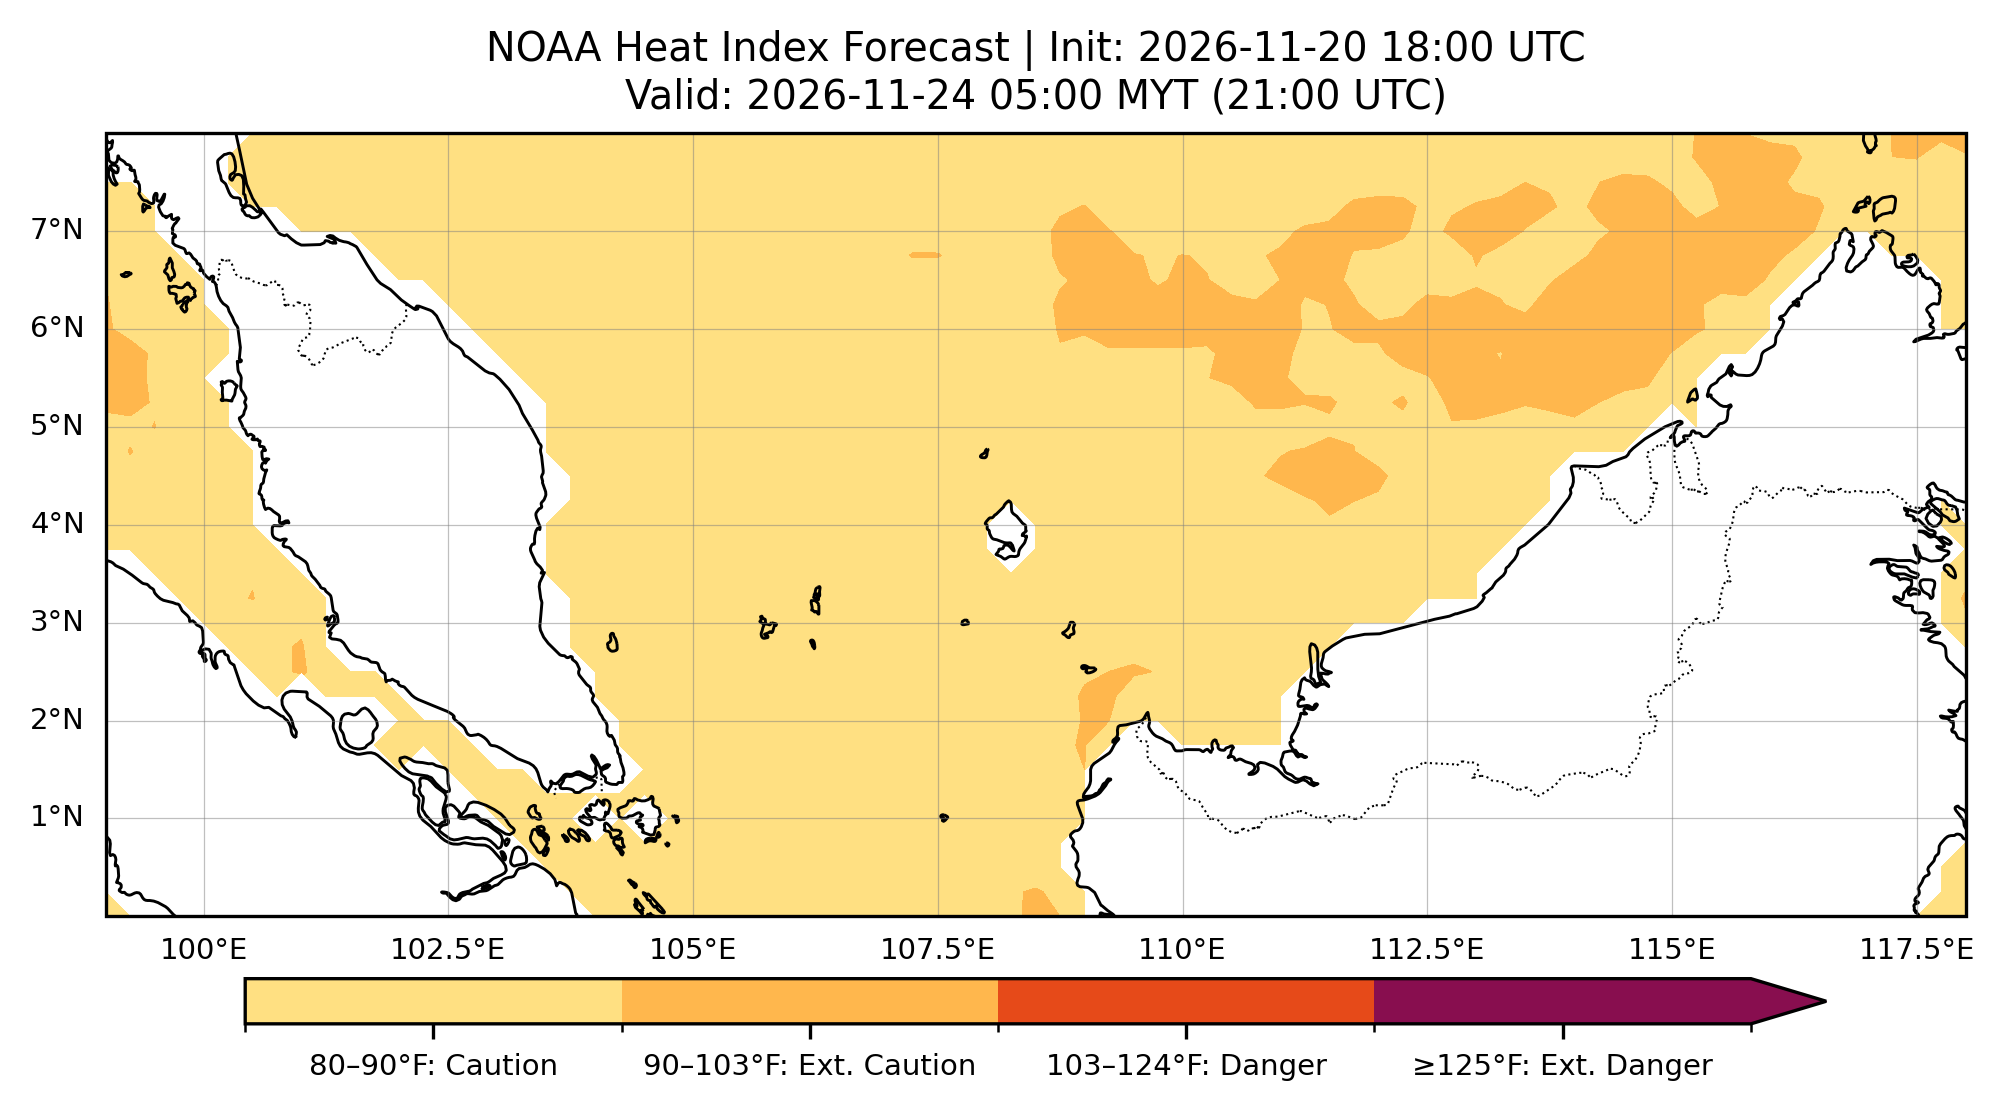 NOAA Heat Index Forecast | Init: 2026-11-20 18:00 UTC
Valid: 2026-11-24 05:00 MYT (21:00 UTC)
7°N
6°N
5°N
4°N
3°N
2°N
1°N
100°E
102.5°E
105°E
107.5°E
110°E
112.5°E
115°E
117.5°E
80–90°F: Caution
90–103°F: Ext. Caution
103–124°F: Danger
≥125°F: Ext. Danger